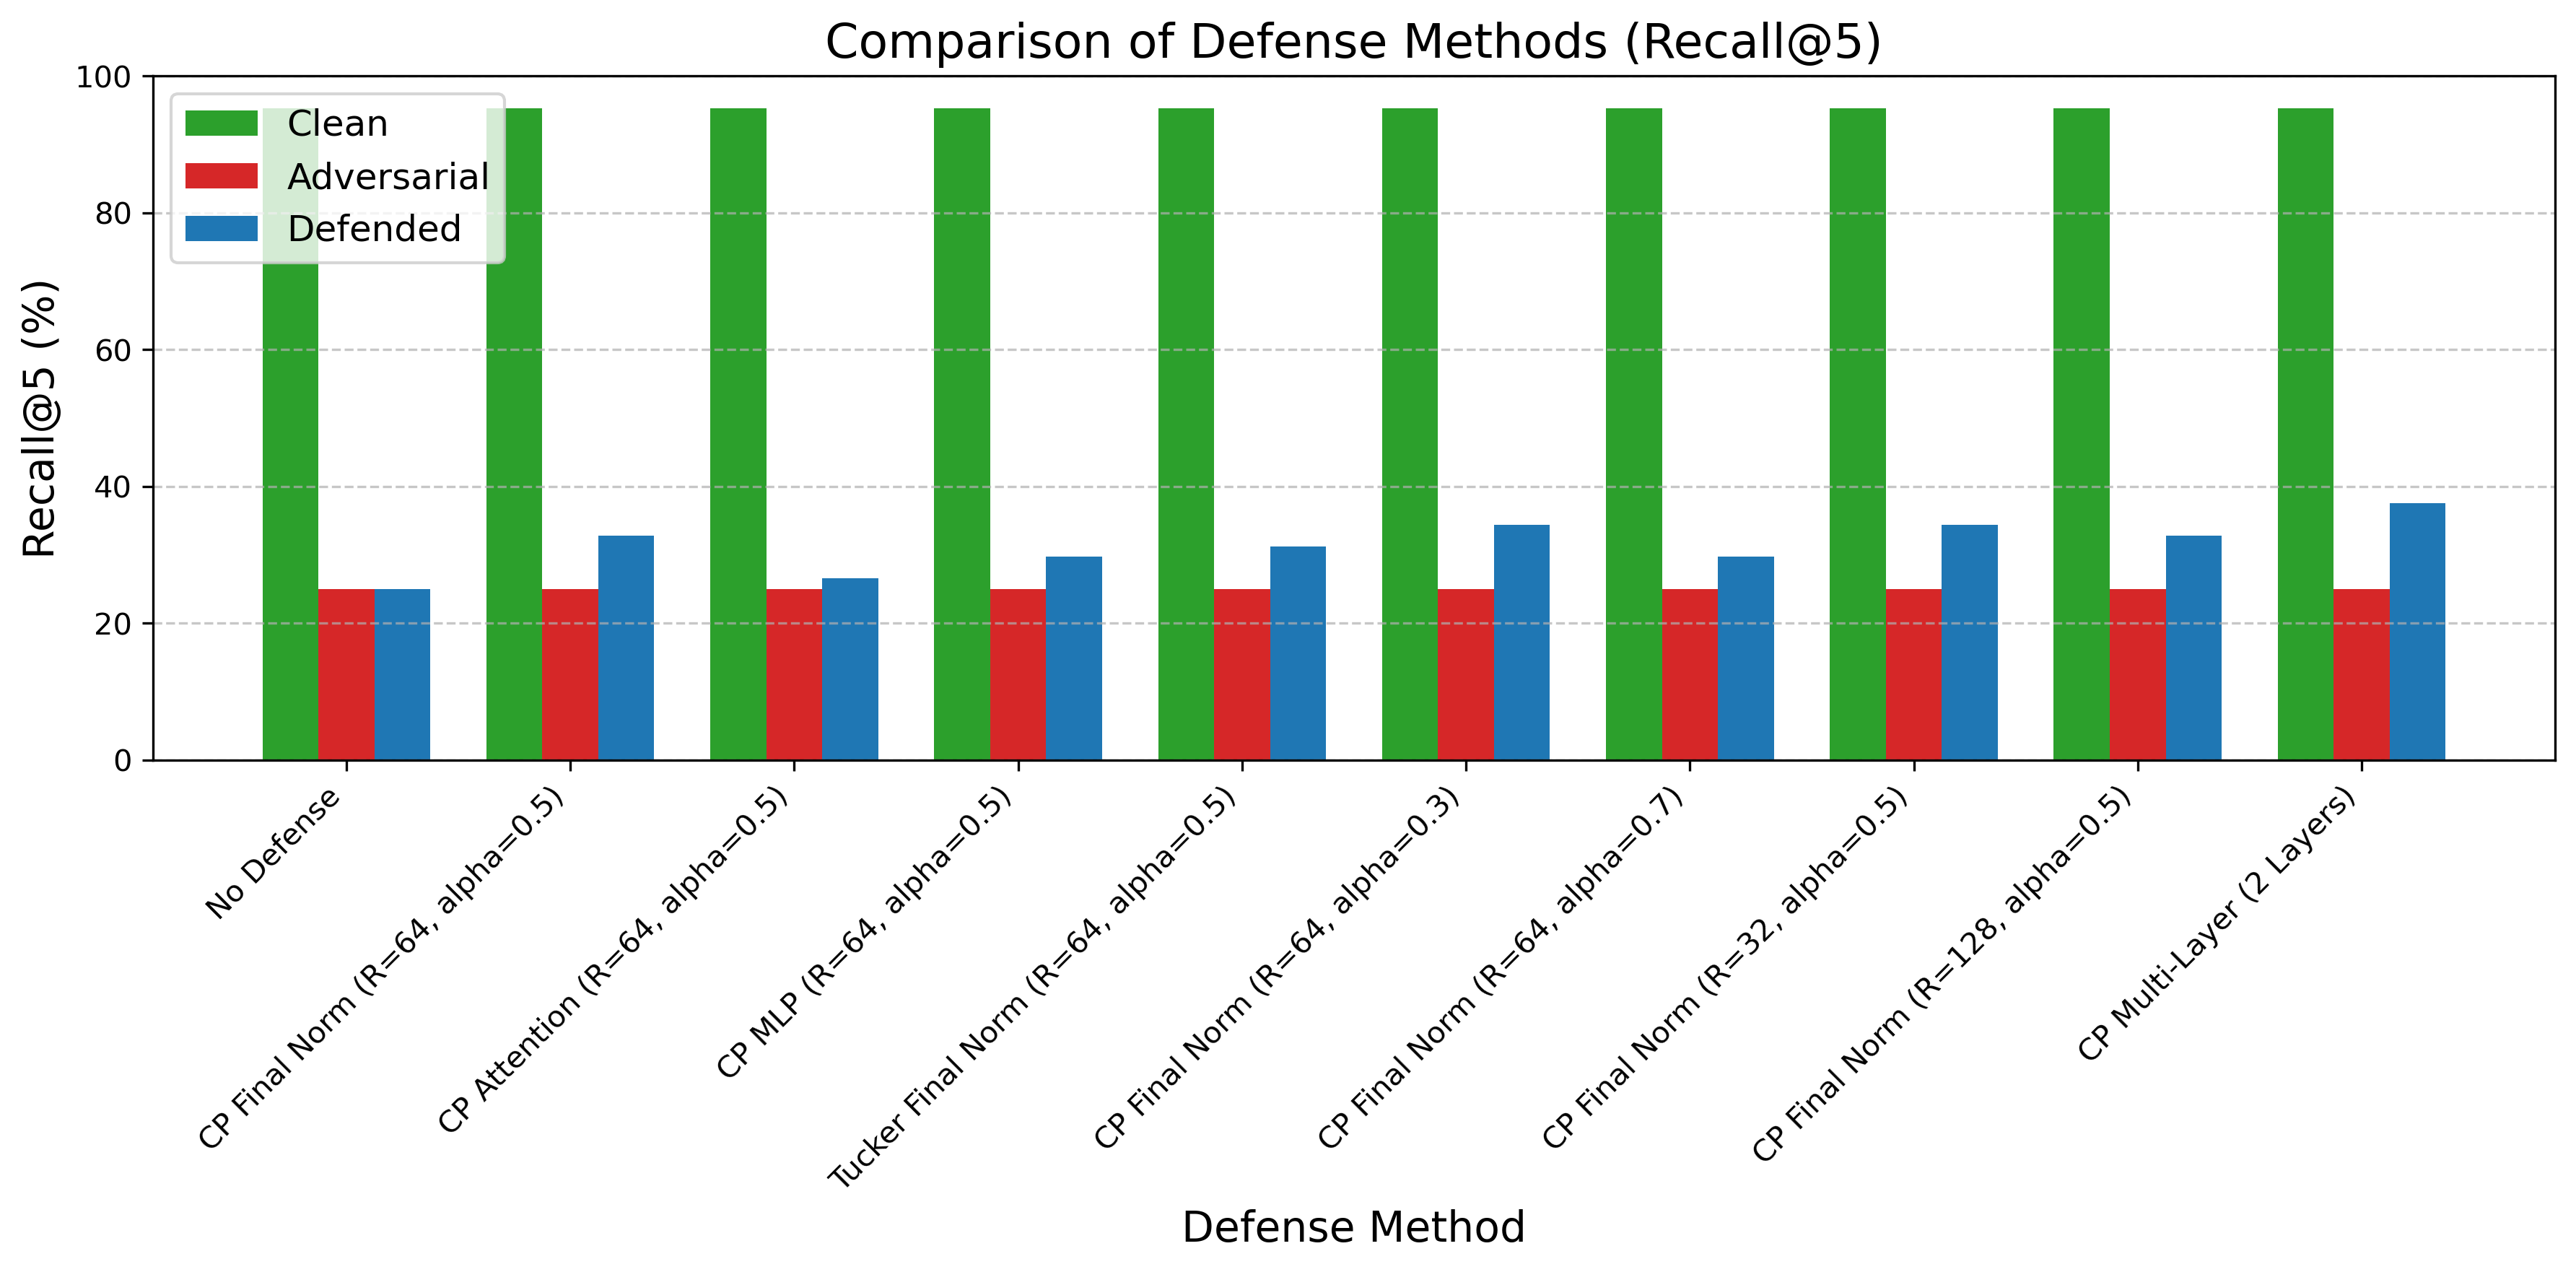 Comparison of Defense Methods (Recall@5)
Clean
Adversarial
Defended
Recall@5 (%)
100
80
60
40
20
0
No Defense
CP Final Norm (R=64, alpha=0.5)
CP Attention (R=64, alpha=0.5)
CP MLP (R=64, alpha=0.5)
Tucker Final Norm (R=64, alpha=0.5)
CP Final Norm (R=64, alpha=0.3)
CP Final Norm (R=64, alpha=0.7)
CP Final Norm (R=32, alpha=0.5)
CP Final Norm (R=128, alpha=0.5)
CP Multi-Layer (2 Layers)
Defense Method